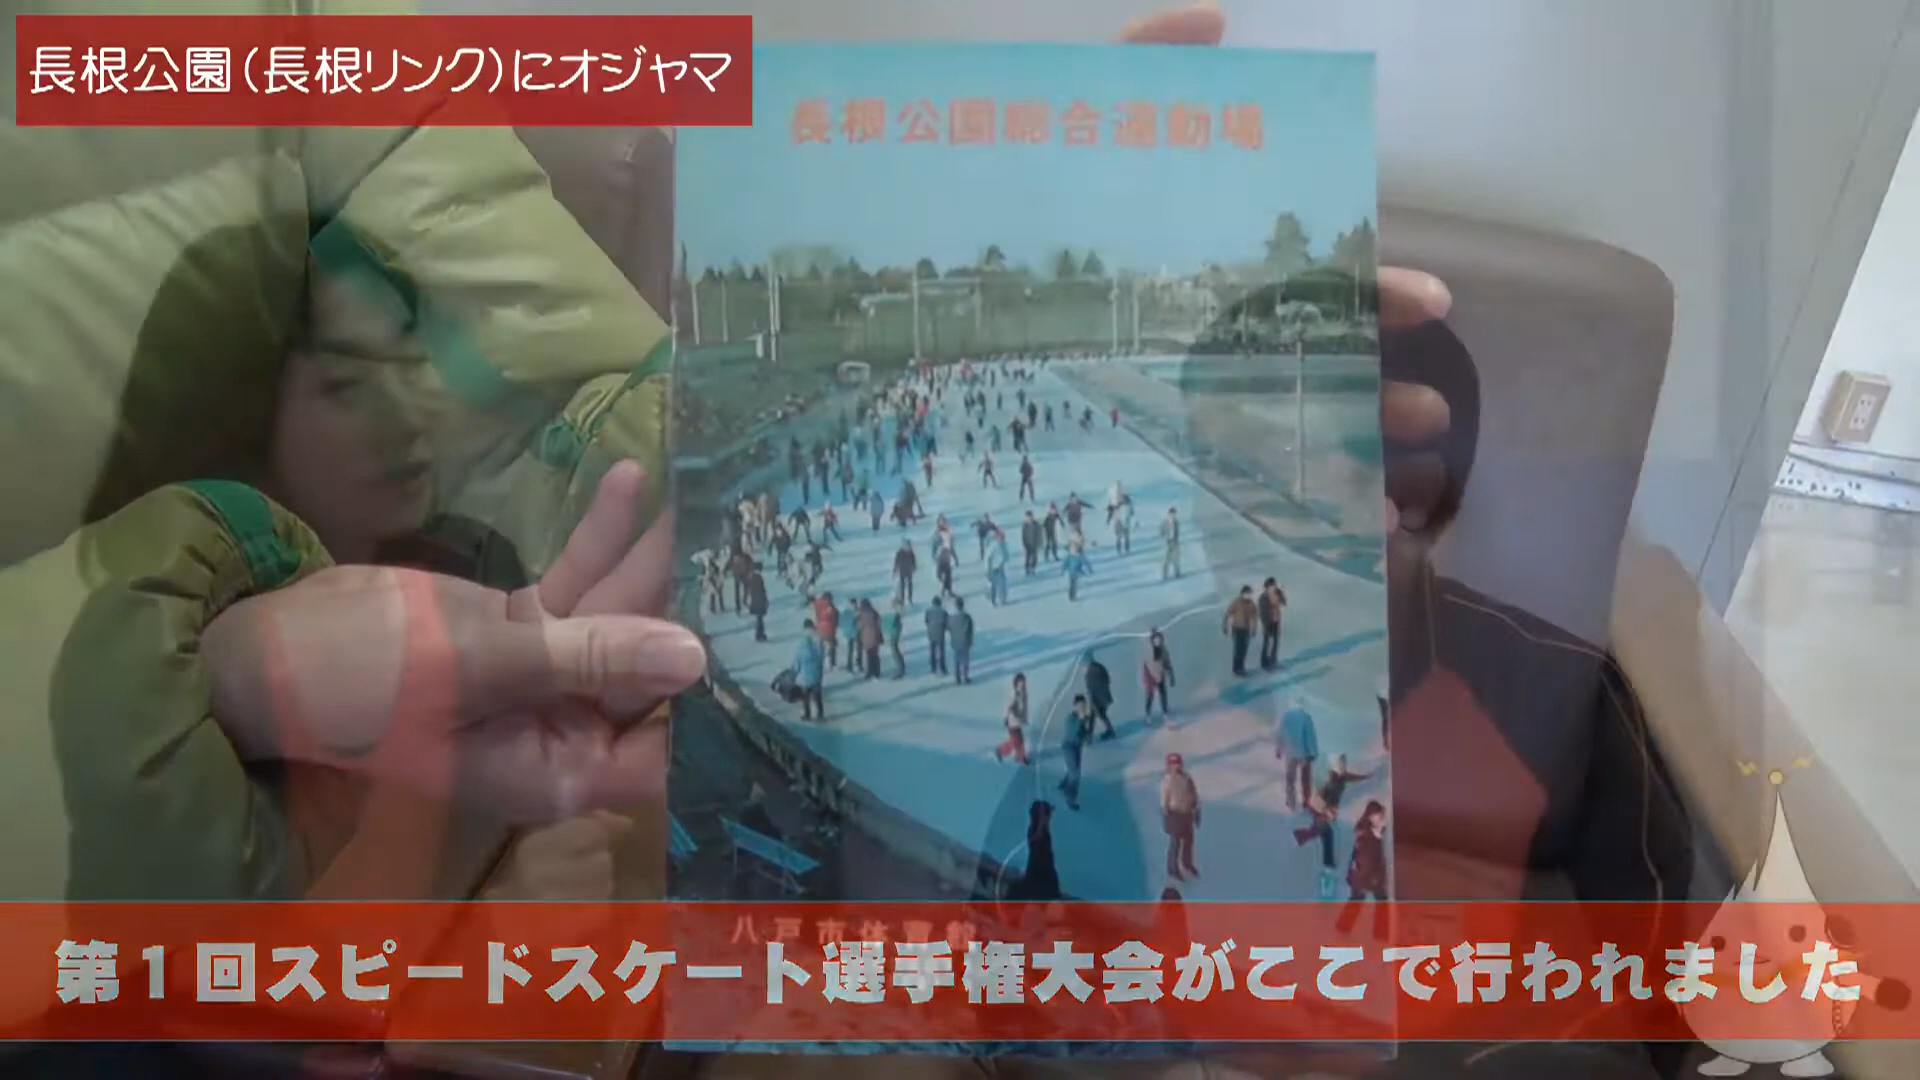 長根公園(長根リンク)にオジャマ
長根公園総合運動場
八戸市体育館
第1回スピードスケート選手権大会がここで行われました